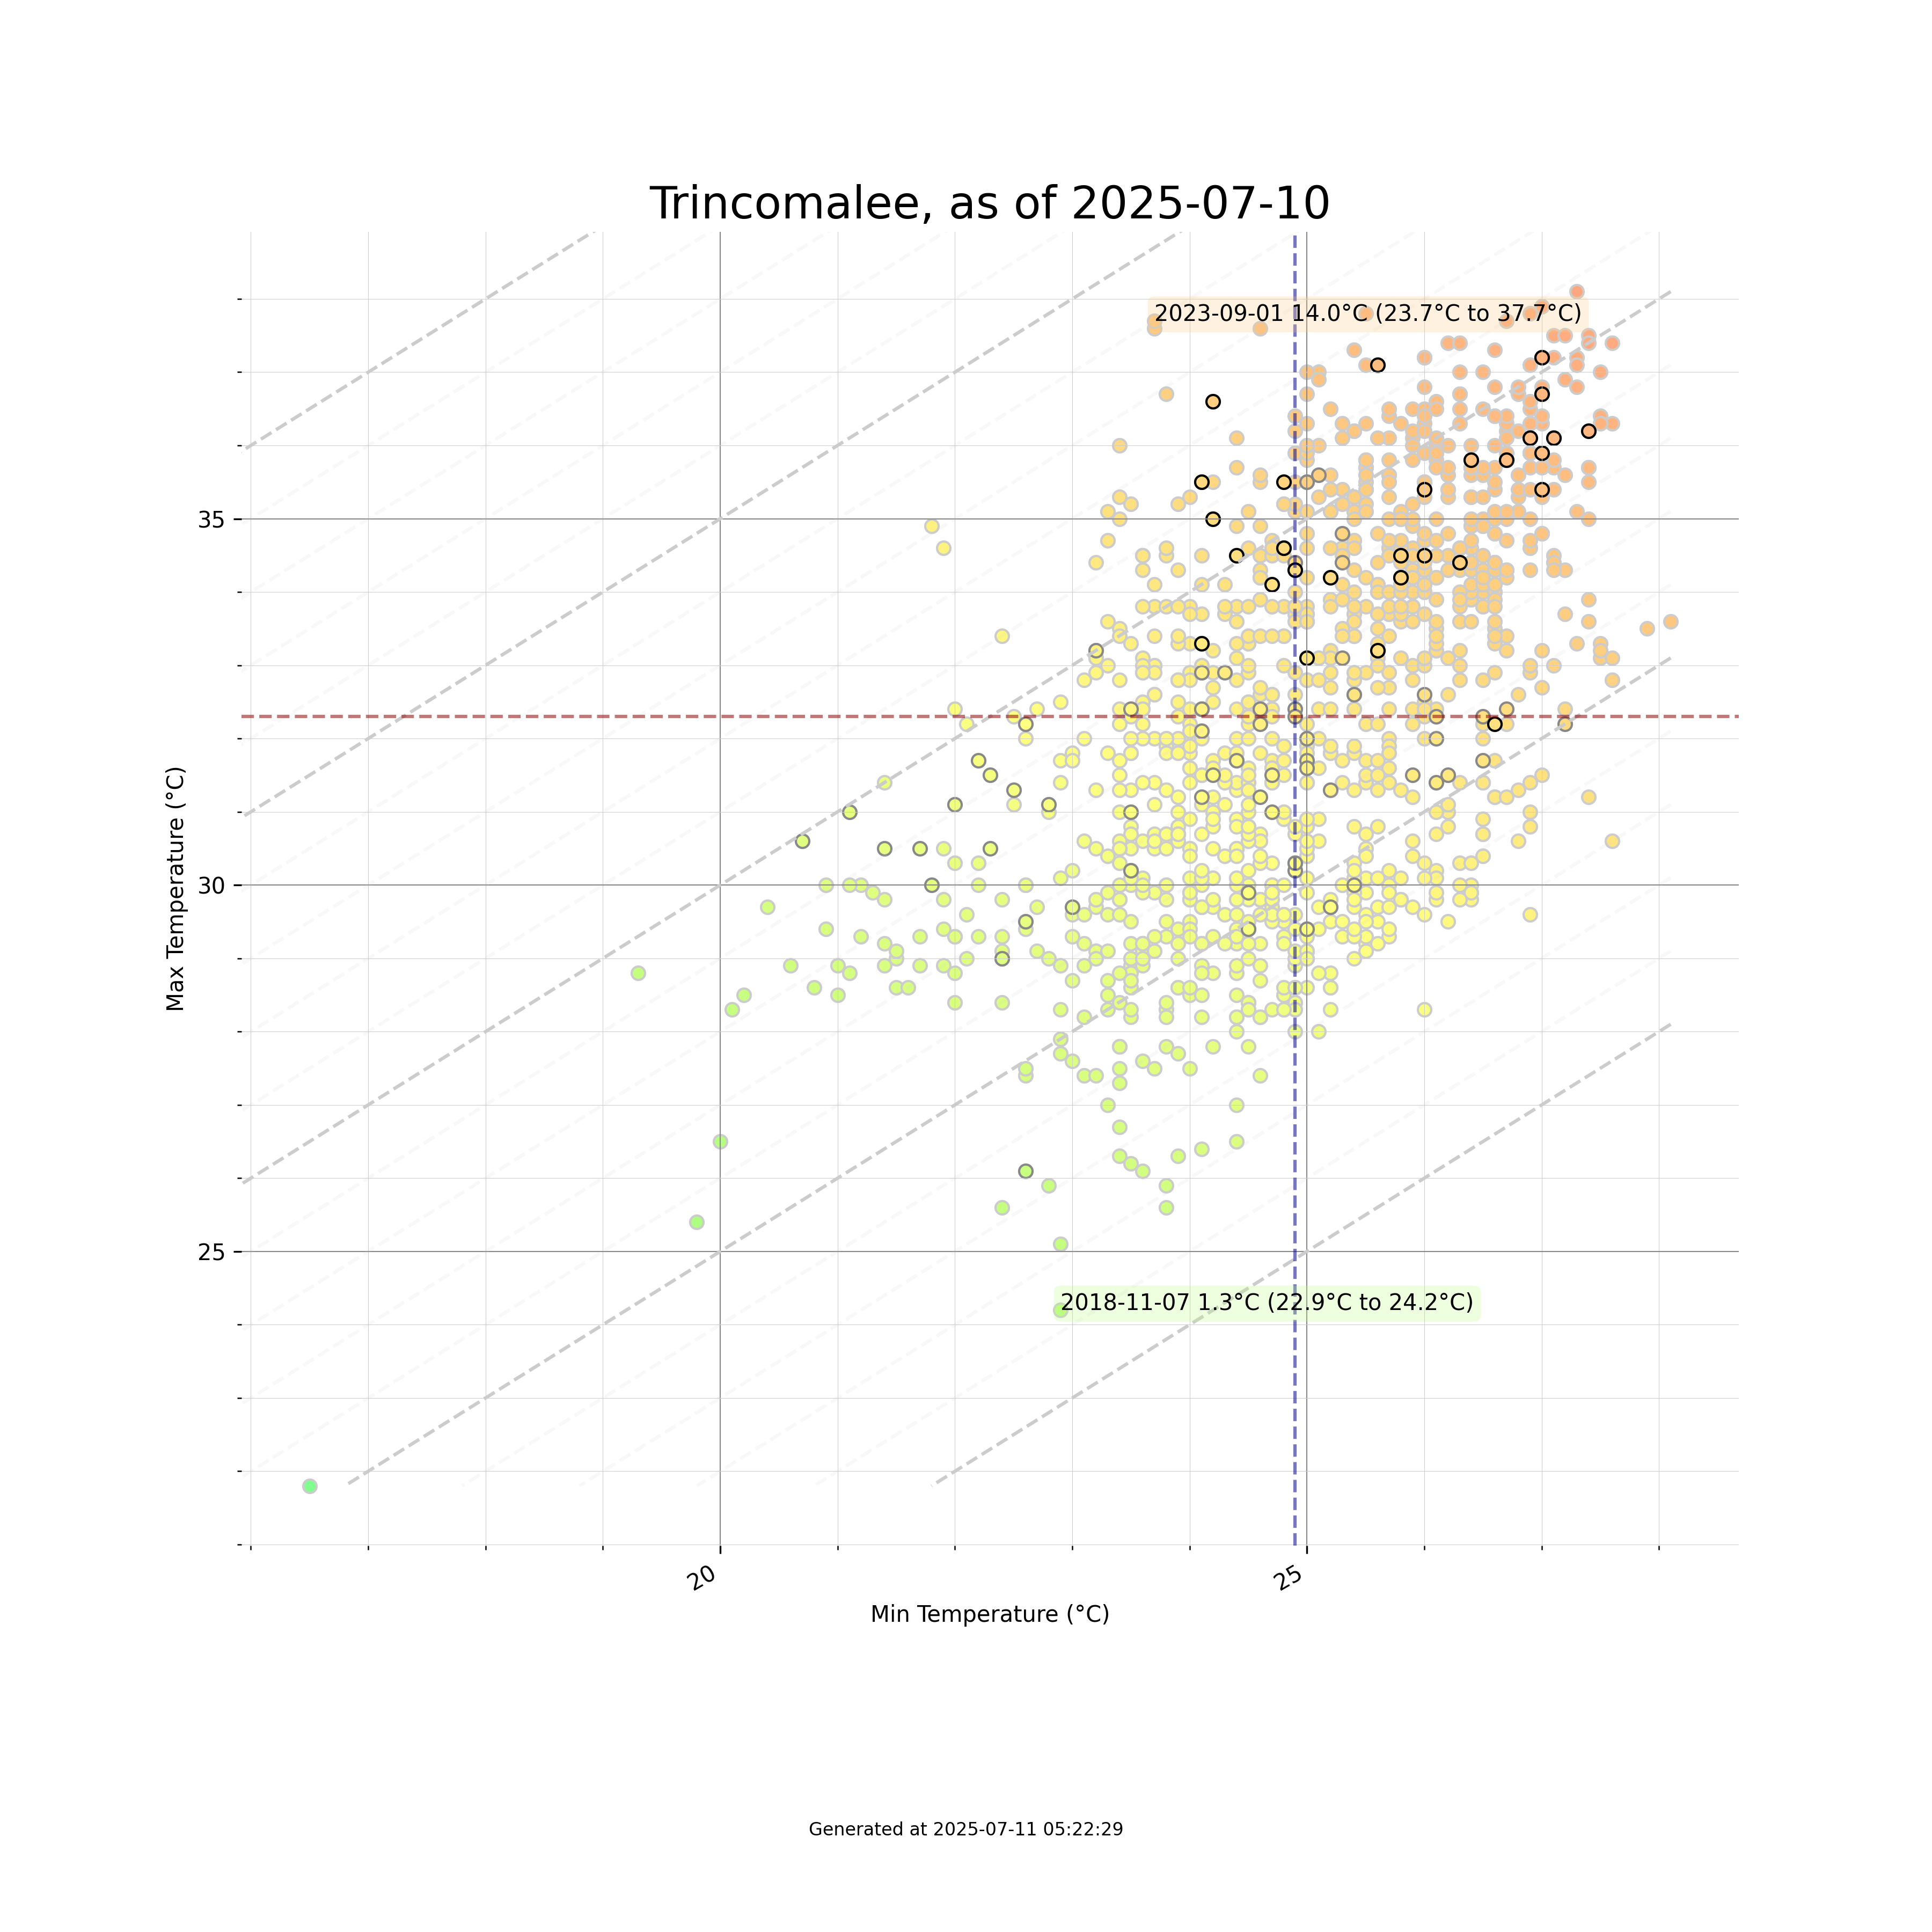 Trincomalee, as of 2025-07-10
2023-09-01 14.0°C (23.7°C to 37.7°C)
35
30
25
Max Temperature (°C)
2018-11-07 1.3°C (22.9°C to 24.2°C)
20
25
Min Temperature (°C)
Generated at 2025-07-11 05:22:29